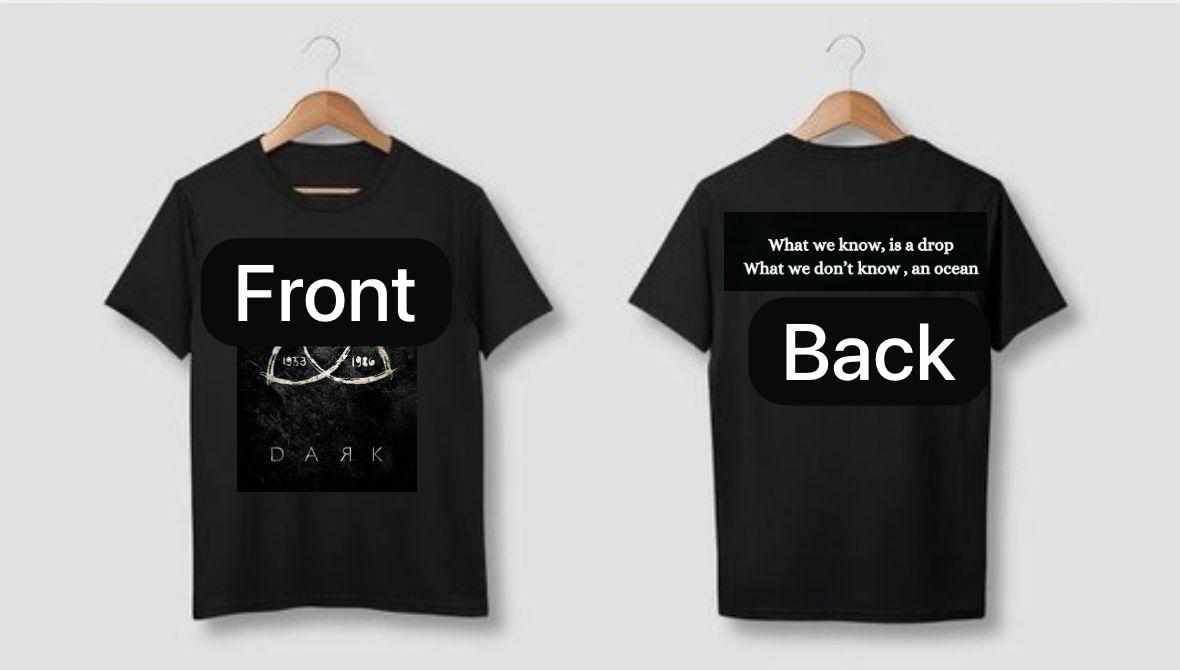 Front
1953 1986
DAЯK
What we know, is a drop
What we don’t know , an ocean
Back